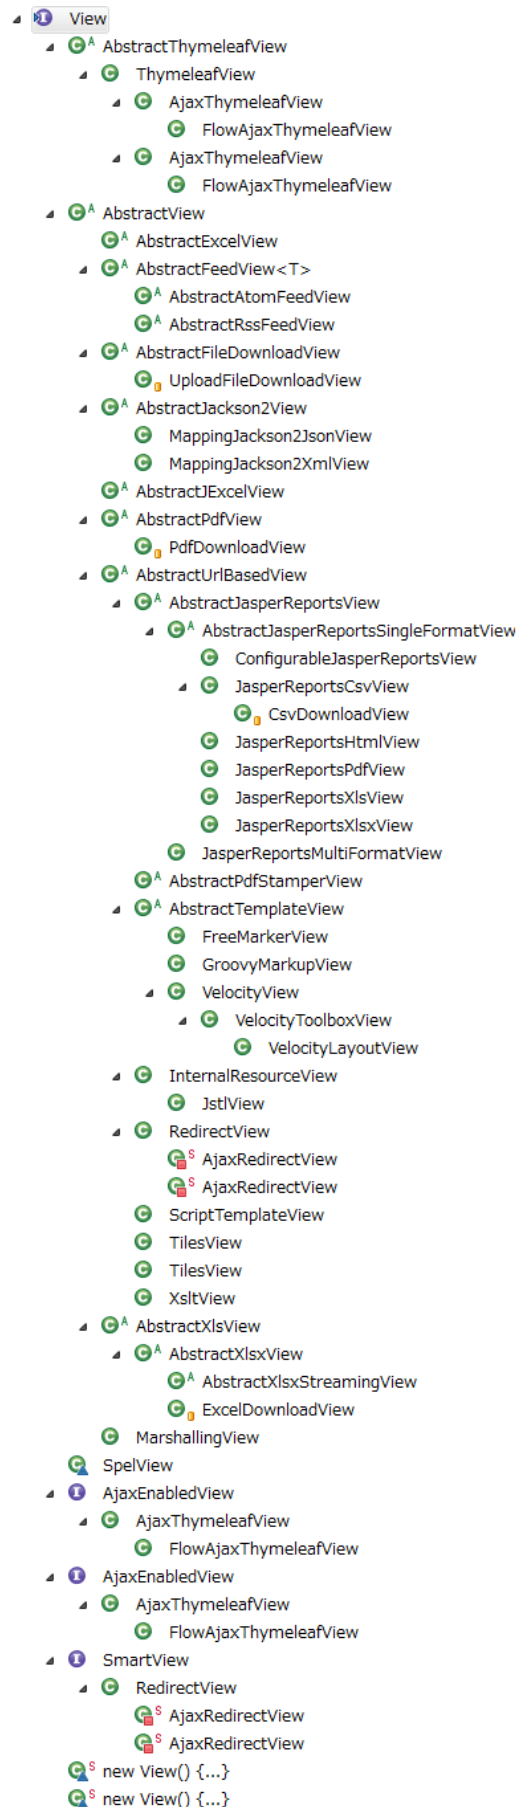 View
AbstractThymeleafView
ThymeleafView
AjaxThymeleafView
FlowAjaxThymeleafView
AjaxThymeleafView
FlowAjaxThymeleafView
AbstractView
AbstractExcelView
AbstractFeedView<T>
AbstractAtomFeedView
AbstractRssFeedView
AbstractFileDownloadView
UploadFileDownloadView
AbstractJackson2View
MappingJackson2JsonView
MappingJackson2XmlView
AbstractJExcelView
AbstractPdfView
PdfDownloadView
AbstractUrlBasedView
AbstractJasperReportsView
AbstractJasperReportsSingleFormatView
ConfigurableJasperReportsView
JasperReportsCsvView
CsvDownloadView
JasperReportsHtmlView
JasperReportsPdfView
JasperReportsXlsView
JasperReportsXlsxView
JasperReportsMultiFormatView
AbstractPdfStamperView
AbstractTemplateView
FreeMarkerView
GroovyMarkupView
VelocityView
VelocityToolboxView
VelocityLayoutView
InternalResourceView
JstlView
RedirectView
AjaxRedirectView
AjaxRedirectView
ScriptTemplateView
TilesView
TilesView
XsltView
AbstractXlsView
AbstractXlsxView
AbstractXlsxStreamingView
ExcelDownloadView
MarshallingView
SpelView
AjaxEnabledView
AjaxThymeleafView
FlowAjaxThymeleafView
AjaxEnabledView
AjaxThymeleafView
FlowAjaxThymeleafView
SmartView
RedirectView
AjaxRedirectView
AjaxRedirectView
new View() {...}
new View() {...}